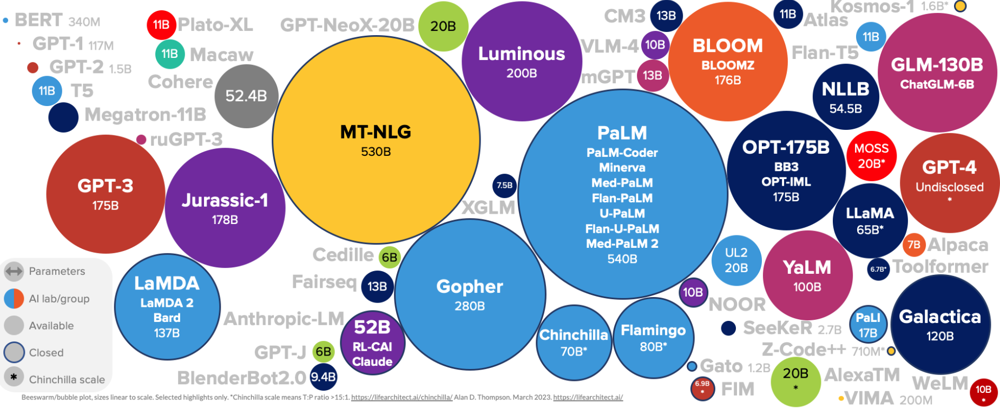 BERT 340M
GPT-1 117M
GPT-2 1.5B
11B T5
Megatron-11B
ruGPT-3
11B Plato-XL
11B Macaw
Cohere
52.4B
GPT-3
175B
Jurassic-1
178B
GPT-NeoX-20B 20B
MT-NLG
530B
Luminous
200B
CM3 13B
VLM-4 10B
mGPT 13B
BLOOM
BLOOMZ
176B
11B Atlas
Kosmos-1 1.6B*
11B
Flan-T5
GLM-130B
ChatGLM-6B
NLLB
54.5B
PaLM
PaLM-Coder
Minerva
Med-PaLM
Flan-PaLM
U-PaLM
Flan-U-PaLM
Med-PaLM 2
540B
OPT-175B
BB3
OPT-IML
175B
MOSS
20B*
GPT-4
Undisclosed
*
LLaMA
65B*
7B Alpaca
6.7B* Toolformer
7.5B
XGLM
Cedille 6B
Fairseq 13B
Gopher
280B
Anthropic-LM
52B
RL-CAI
Claude
GPT-J 6B
BlenderBot2.0 9.4B
LaMDA
LaMDA 2
Bard
137B
Chinchilla
70B*
Flamingo
80B*
10B
NOOR
UL2
20B
YaLM
100B
SeeKeR 2.7B
PaLI
17B
Galactica
120B
Z-Code++ 710M*
Gato 1.2B
6.9B
*
FIM
20B
*
AlexaTM
VIMA 200M
WeLM
10B
*
Parameters
AI lab/group
Available
Closed
* Chinchilla scale
Beeswarm/bubble plot, sizes linear to scale. Selected highlights only. *Chinchilla scale means T:P ratio >15:1. https://lifearchitect.ai/chinchilla/ Alan D. Thompson. March 2023. https://lifearchitect.ai/